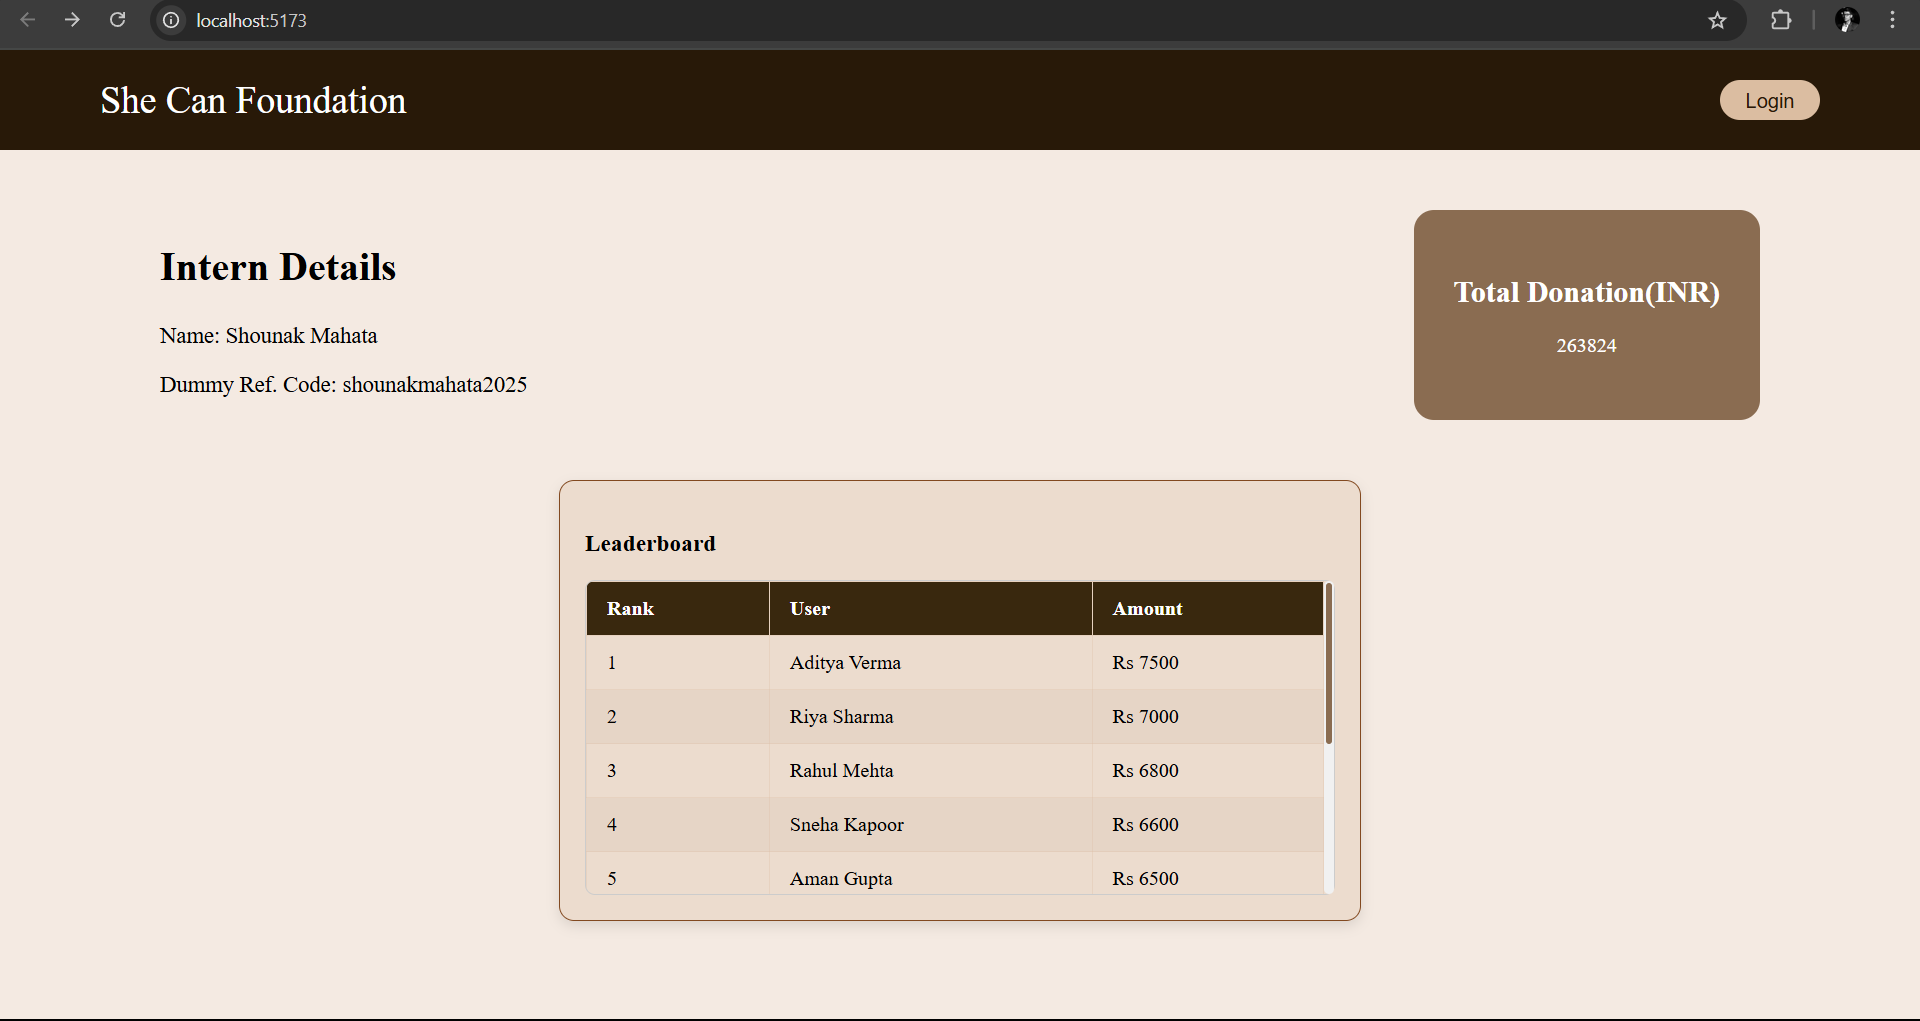 localhost:5173
She Can Foundation
Login
Intern Details
Name: Shounak Mahata
Dummy Ref. Code: shounakmahata2025
Total Donation(INR)
263824
Leaderboard
Rank User Amount
1 Aditya Verma Rs 7500
2 Riya Sharma Rs 7000
3 Rahul Mehta Rs 6800
4 Sneha Kapoor Rs 6600
5 Aman Gupta Rs 6500